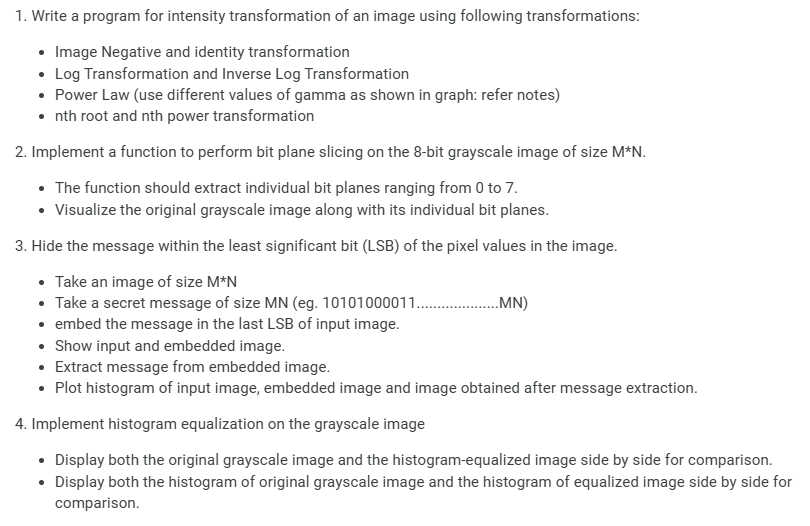 1. Write a program for intensity transformation of an image using following transformations:
• Image Negative and identity transformation
• Log Transformation and Inverse Log Transformation
• Power Law (use different values of gamma as shown in graph: refer notes)
• nth root and nth power transformation
2. Implement a function to perform bit plane slicing on the 8-bit grayscale image of size M*N.
• The function should extract individual bit planes ranging from 0 to 7.
• Visualize the original grayscale image along with its individual bit planes.
3. Hide the message within the least significant bit (LSB) of the pixel values in the image.
• Take an image of size M*N
• Take a secret message of size MN (eg. 10101000011....................MN)
• embed the message in the last LSB of input image.
• Show input and embedded image.
• Extract message from embedded image.
• Plot histogram of input image, embedded image and image obtained after message extraction.
4. Implement histogram equalization on the grayscale image
• Display both the original grayscale image and the histogram-equalized image side by side for comparison.
• Display both the histogram of original grayscale image and the histogram of equalized image side by side for
comparison.